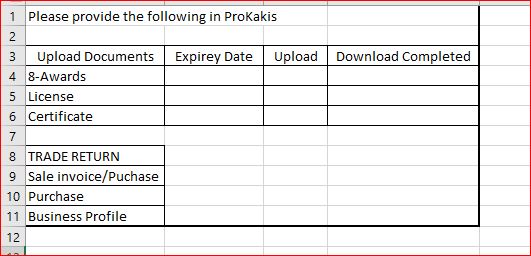 1 Please provide the following in ProKakis
2
3 Upload Documents Expirey Date Upload Download Completed
4 8-Awards
5 License
6 Certificate
7
8 TRADE RETURN
9 Sale invoice/Puchase
10 Purchase
11 Business Profile
12